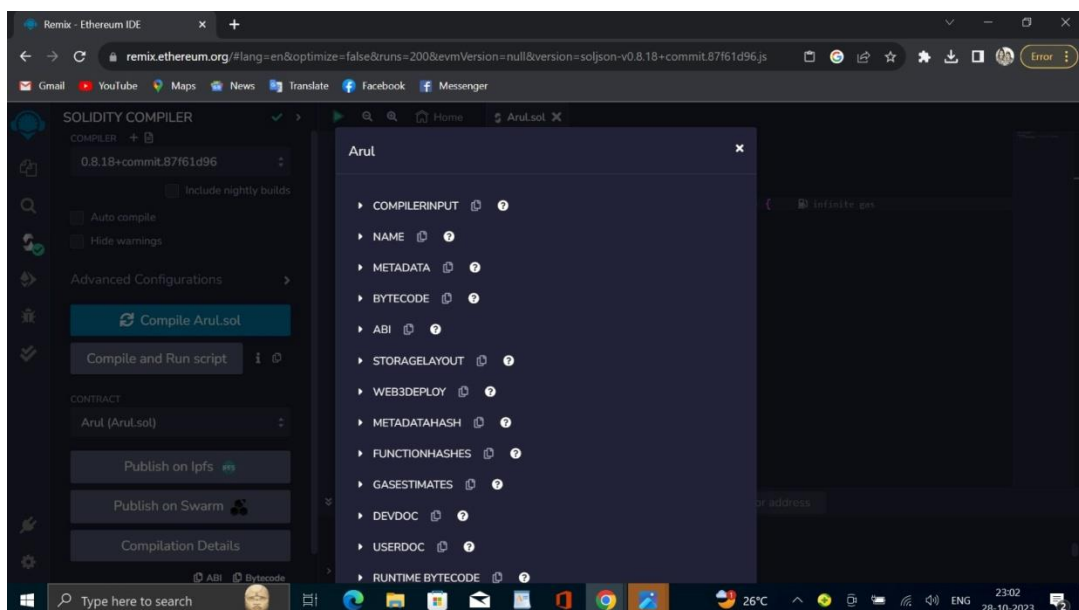 Remix - Ethereum IDE
remix.ethereum.org/#lang=en&optimize=false&runs=200&evmVersion=null&version=soljson-v0.8.18+commit.87f61d96.js
Error
Gmail YouTube Maps News Translate Facebook Messenger
SOLIDITY COMPILER
COMPILER
0.8.18+commit.87f61d96
Include nightly builds
Auto compile
Hide warnings
Advanced Configurations
Compile Arul.sol
Compile and Run script
CONTRACT
Arul (Arul.sol)
Publish on Ipfs
Publish on Swarm
Compilation Details
ABI Bytecode
Home Arul.sol
{ infinite gas
or address
Arul
COMPILERINPUT
NAME
METADATA
BYTECODE
ABI
STORAGELAYOUT
WEB3DEPLOY
METADATAHASH
FUNCTIONHASHES
GASESTIMATES
DEVDOC
USERDOC
RUNTIME BYTECODE
Type here to search
26°C
ENG
23:02
28-10-2023